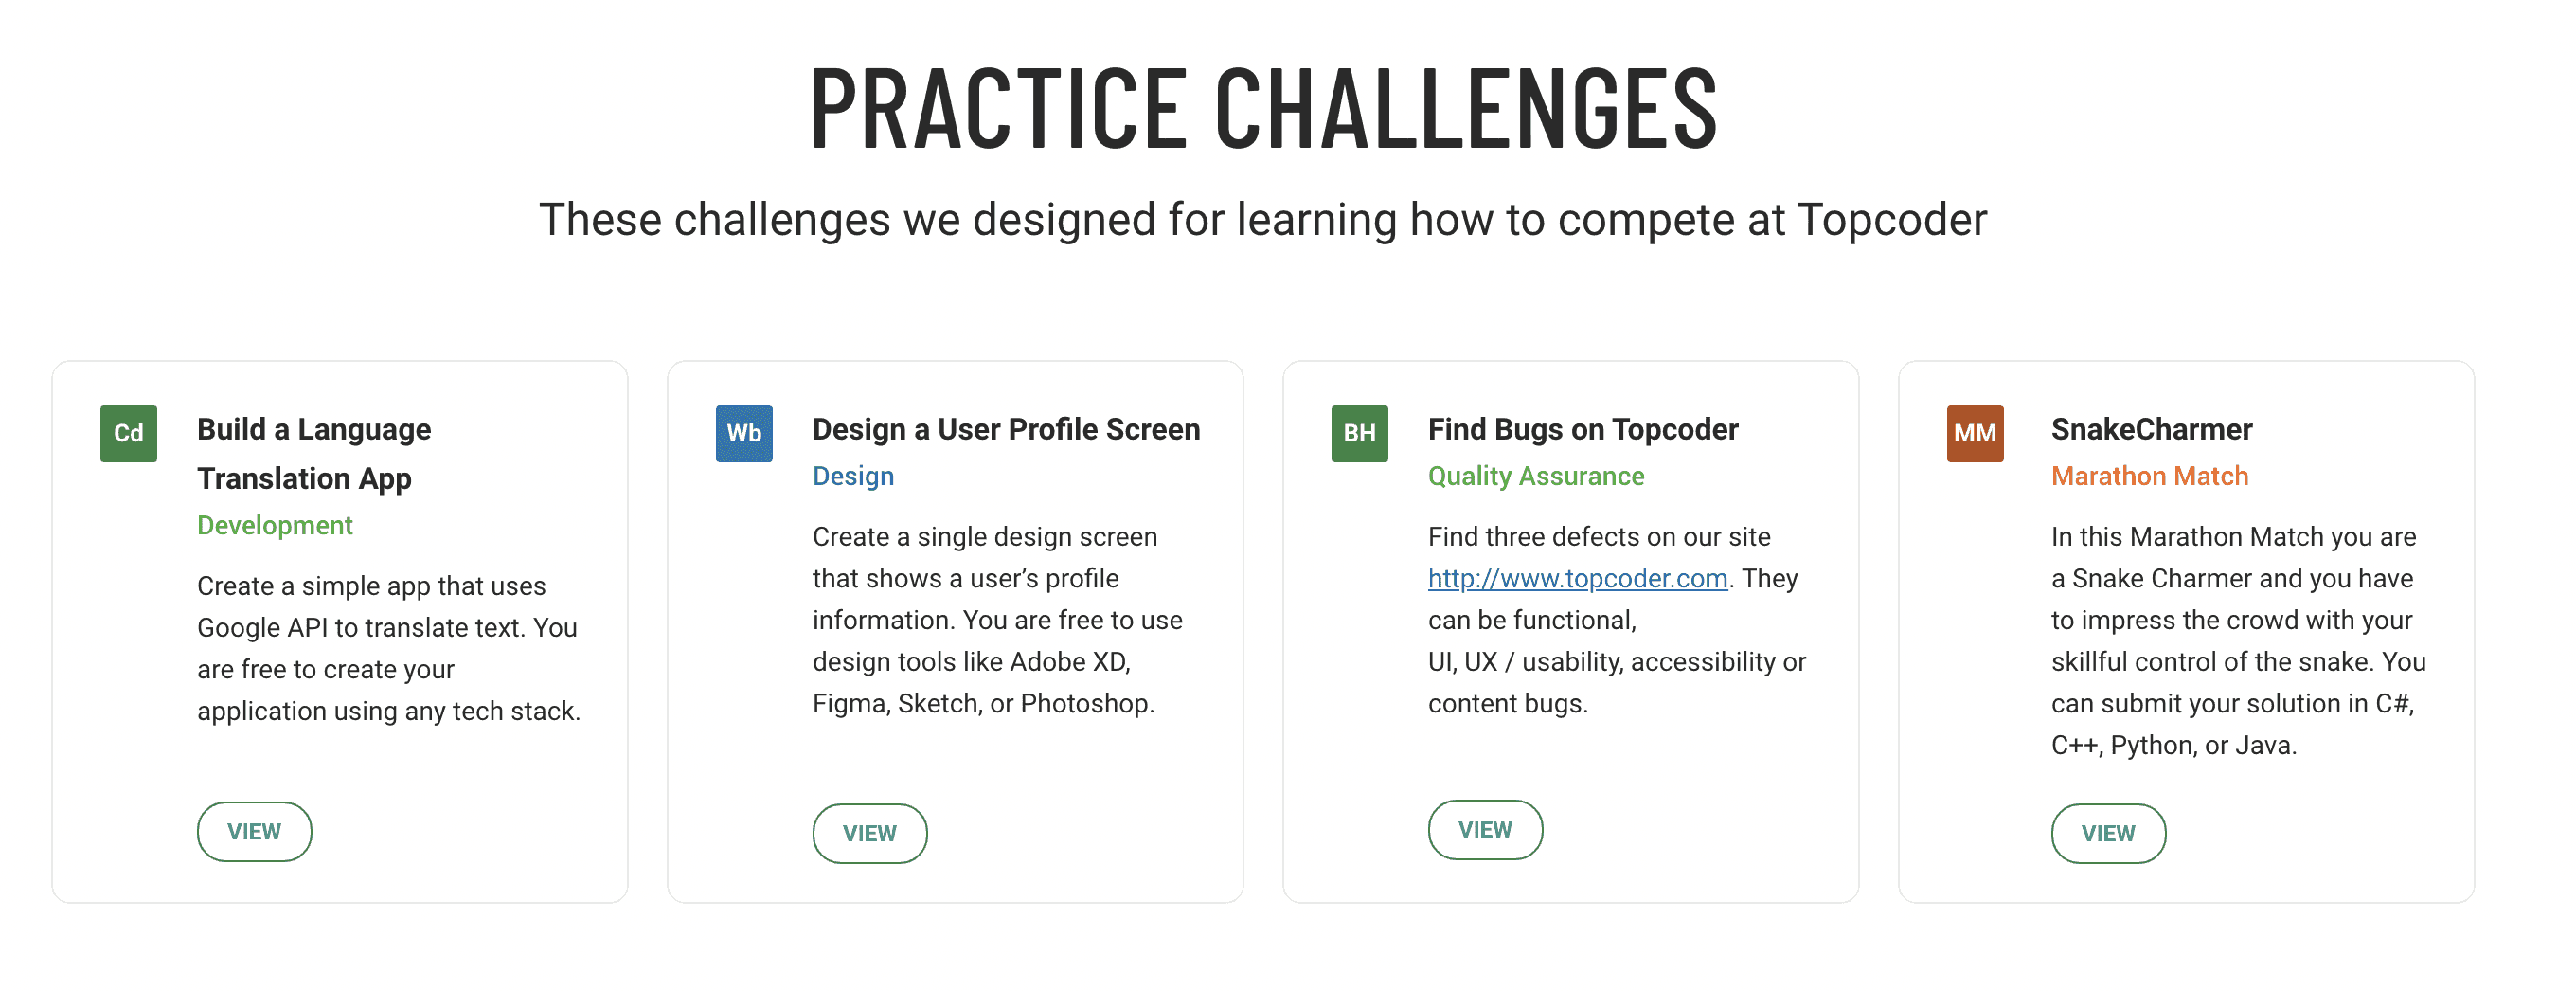 PRACTICE CHALLENGES
These challenges we designed for learning how to compete at Topcoder
Cd
Build a Language
Translation App
Development
Create a simple app that uses
Google API to translate text. You
are free to create your
application using any tech stack.
VIEW
Wb
Design a User Profile Screen
Design
Create a single design screen
that shows a user’s profile
information. You are free to use
design tools like Adobe XD,
Figma, Sketch, or Photoshop.
VIEW
BH
Find Bugs on Topcoder
Quality Assurance
Find three defects on our site
http://www.topcoder.com. They
can be functional,
UI, UX / usability, accessibility or
content bugs.
VIEW
MM
SnakeCharmer
Marathon Match
In this Marathon Match you are
a Snake Charmer and you have
to impress the crowd with your
skillful control of the snake. You
can submit your solution in C#,
C++, Python, or Java.
VIEW